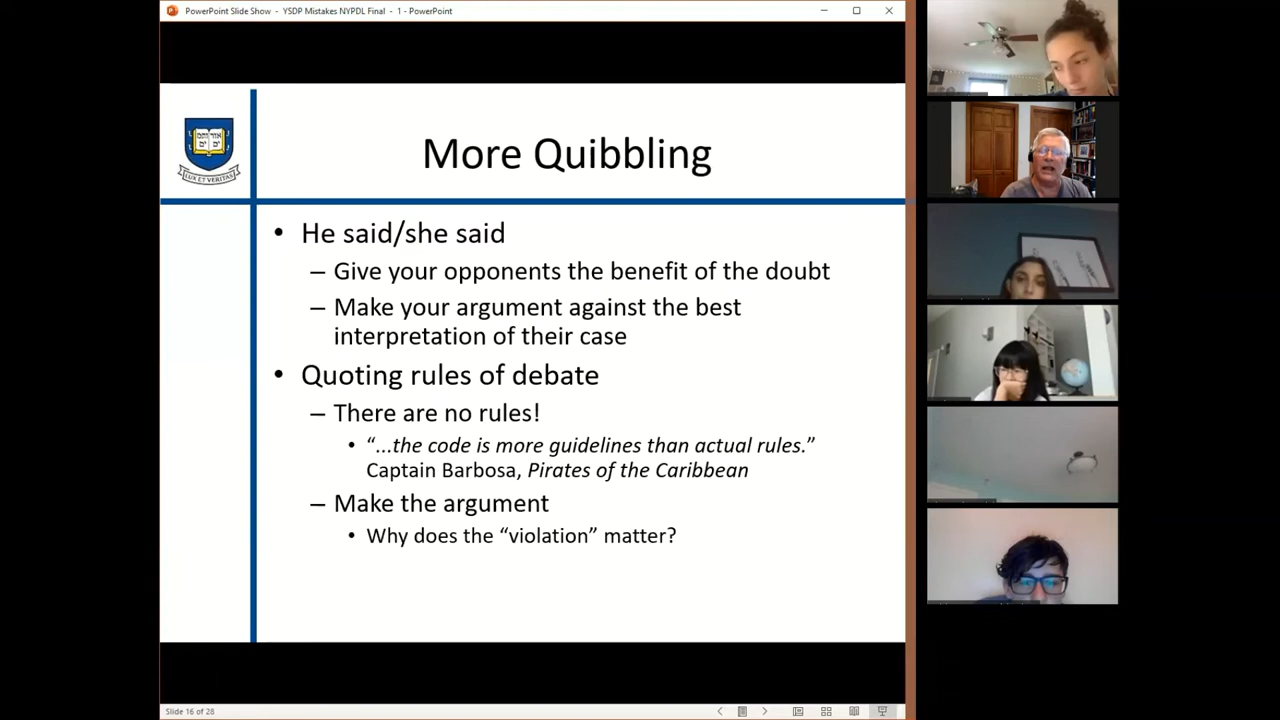 PowerPoint Slide Show - YSDP Mistakes NYPDL Final - 1 - PowerPoint
More Quibbling
LUX ET VERITAS
• He said/she said
– Give your opponents the benefit of the doubt
– Make your argument against the best
interpretation of their case
• Quoting rules of debate
– There are no rules!
• “...the code is more guidelines than actual rules.”
Captain Barbosa, Pirates of the Caribbean
– Make the argument
• Why does the “violation” matter?
Slide 16 of 28